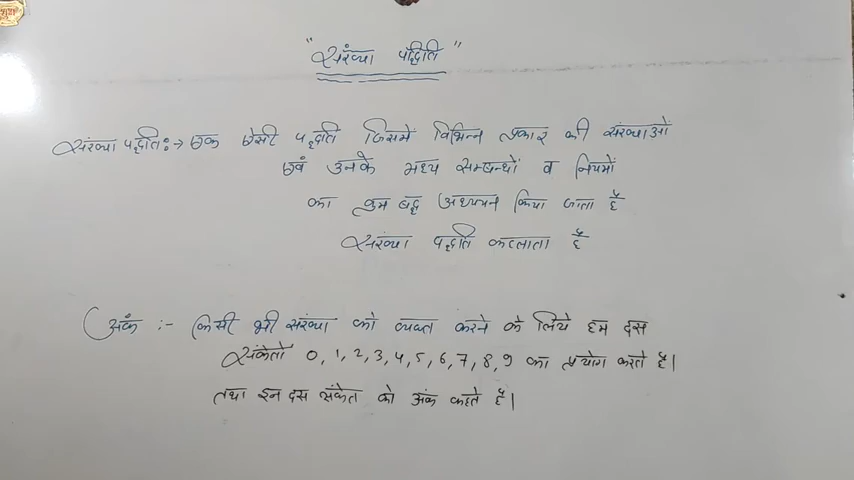 "संख्या पद्धति"
संख्या पद्धति :→ एक ऐसी पद्धति जिसमें विभिन्न प्रकार की संख्याओं
एवं उनके मध्य सम्बन्धों व नियमों
का क्रम बद्ध अध्ययन किया जाता है
संख्या पद्धति कहलाता है
अंक :- किसी भी संख्या को व्यक्त करने के लिये हम दस
संकेतों 0, 1, 2, 3, 4, 5, 6, 7, 8, 9 का प्रयोग करते है।
तथा इन दस संकेत को अंक कहते है।